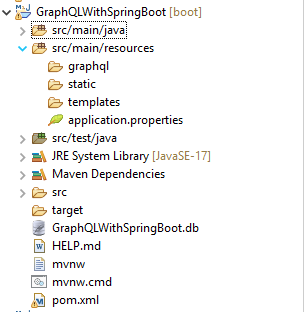 GraphQLWithSpringBoot [boot]
src/main/java
src/main/resources
graphql
static
templates
application.properties
src/test/java
JRE System Library [JavaSE-17]
Maven Dependencies
src
target
GraphQLWithSpringBoot.db
HELP.md
mvnw
mvnw.cmd
pom.xml